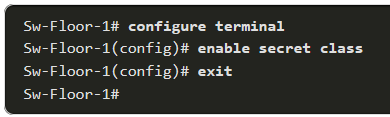 Sw-Floor-1# configure terminal
Sw-Floor-1(config)# enable secret class
Sw-Floor-1(config)# exit
Sw-Floor-1#